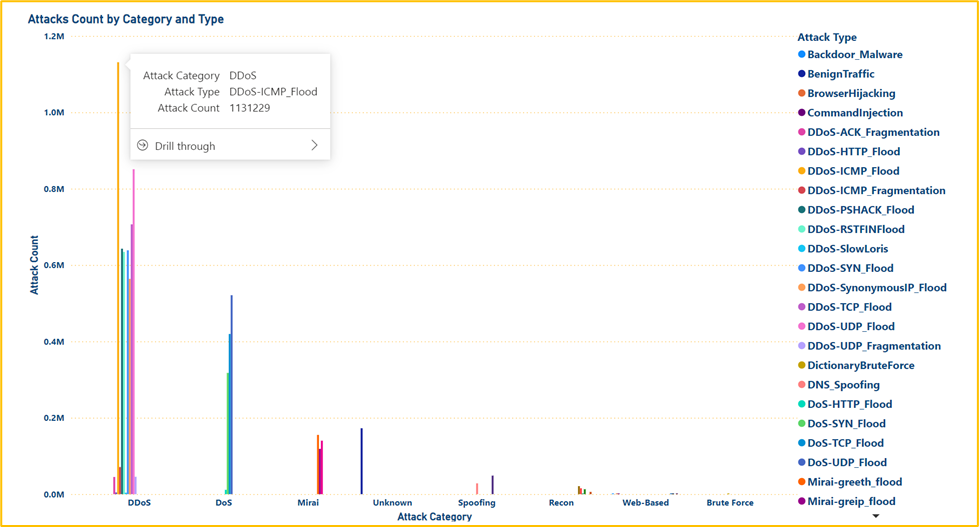 Attacks Count by Category and Type
1.2M
1.0M
0.8M
0.6M
0.4M
0.2M
0.0M
Attack Count
Attack Category DDoS
Attack Type DDoS-ICMP_Flood
Attack Count 1131229
Drill through
DDoS DoS Mirai Unknown Spoofing Recon Web-Based Brute Force
Attack Category
Attack Type
Backdoor_Malware
BenignTraffic
BrowserHijacking
CommandInjection
DDoS-ACK_Fragmentation
DDoS-HTTP_Flood
DDoS-ICMP_Flood
DDoS-ICMP_Fragmentation
DDoS-PSHACK_Flood
DDoS-RSTFINFlood
DDoS-SlowLoris
DDoS-SYN_Flood
DDoS-SynonymousIP_Flood
DDoS-TCP_Flood
DDoS-UDP_Flood
DDoS-UDP_Fragmentation
DictionaryBruteForce
DNS_Spoofing
DoS-HTTP_Flood
DoS-SYN_Flood
DoS-TCP_Flood
DoS-UDP_Flood
Mirai-greeth_flood
Mirai-greip_flood